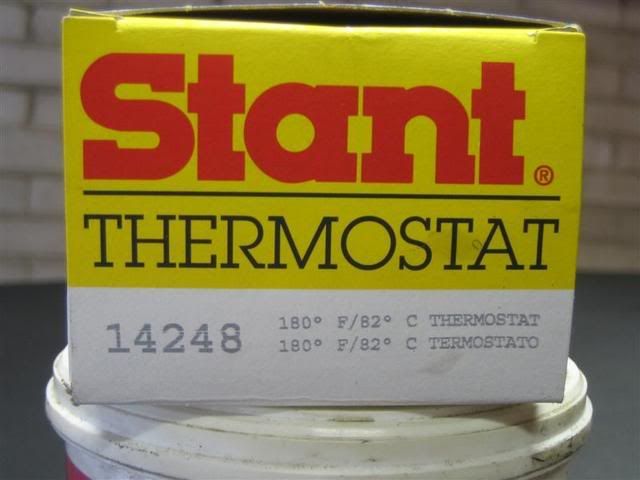 Stant®
THERMOSTAT
14248
180° F/82° C THERMOSTAT
180° F/82° C TERMOSTATO